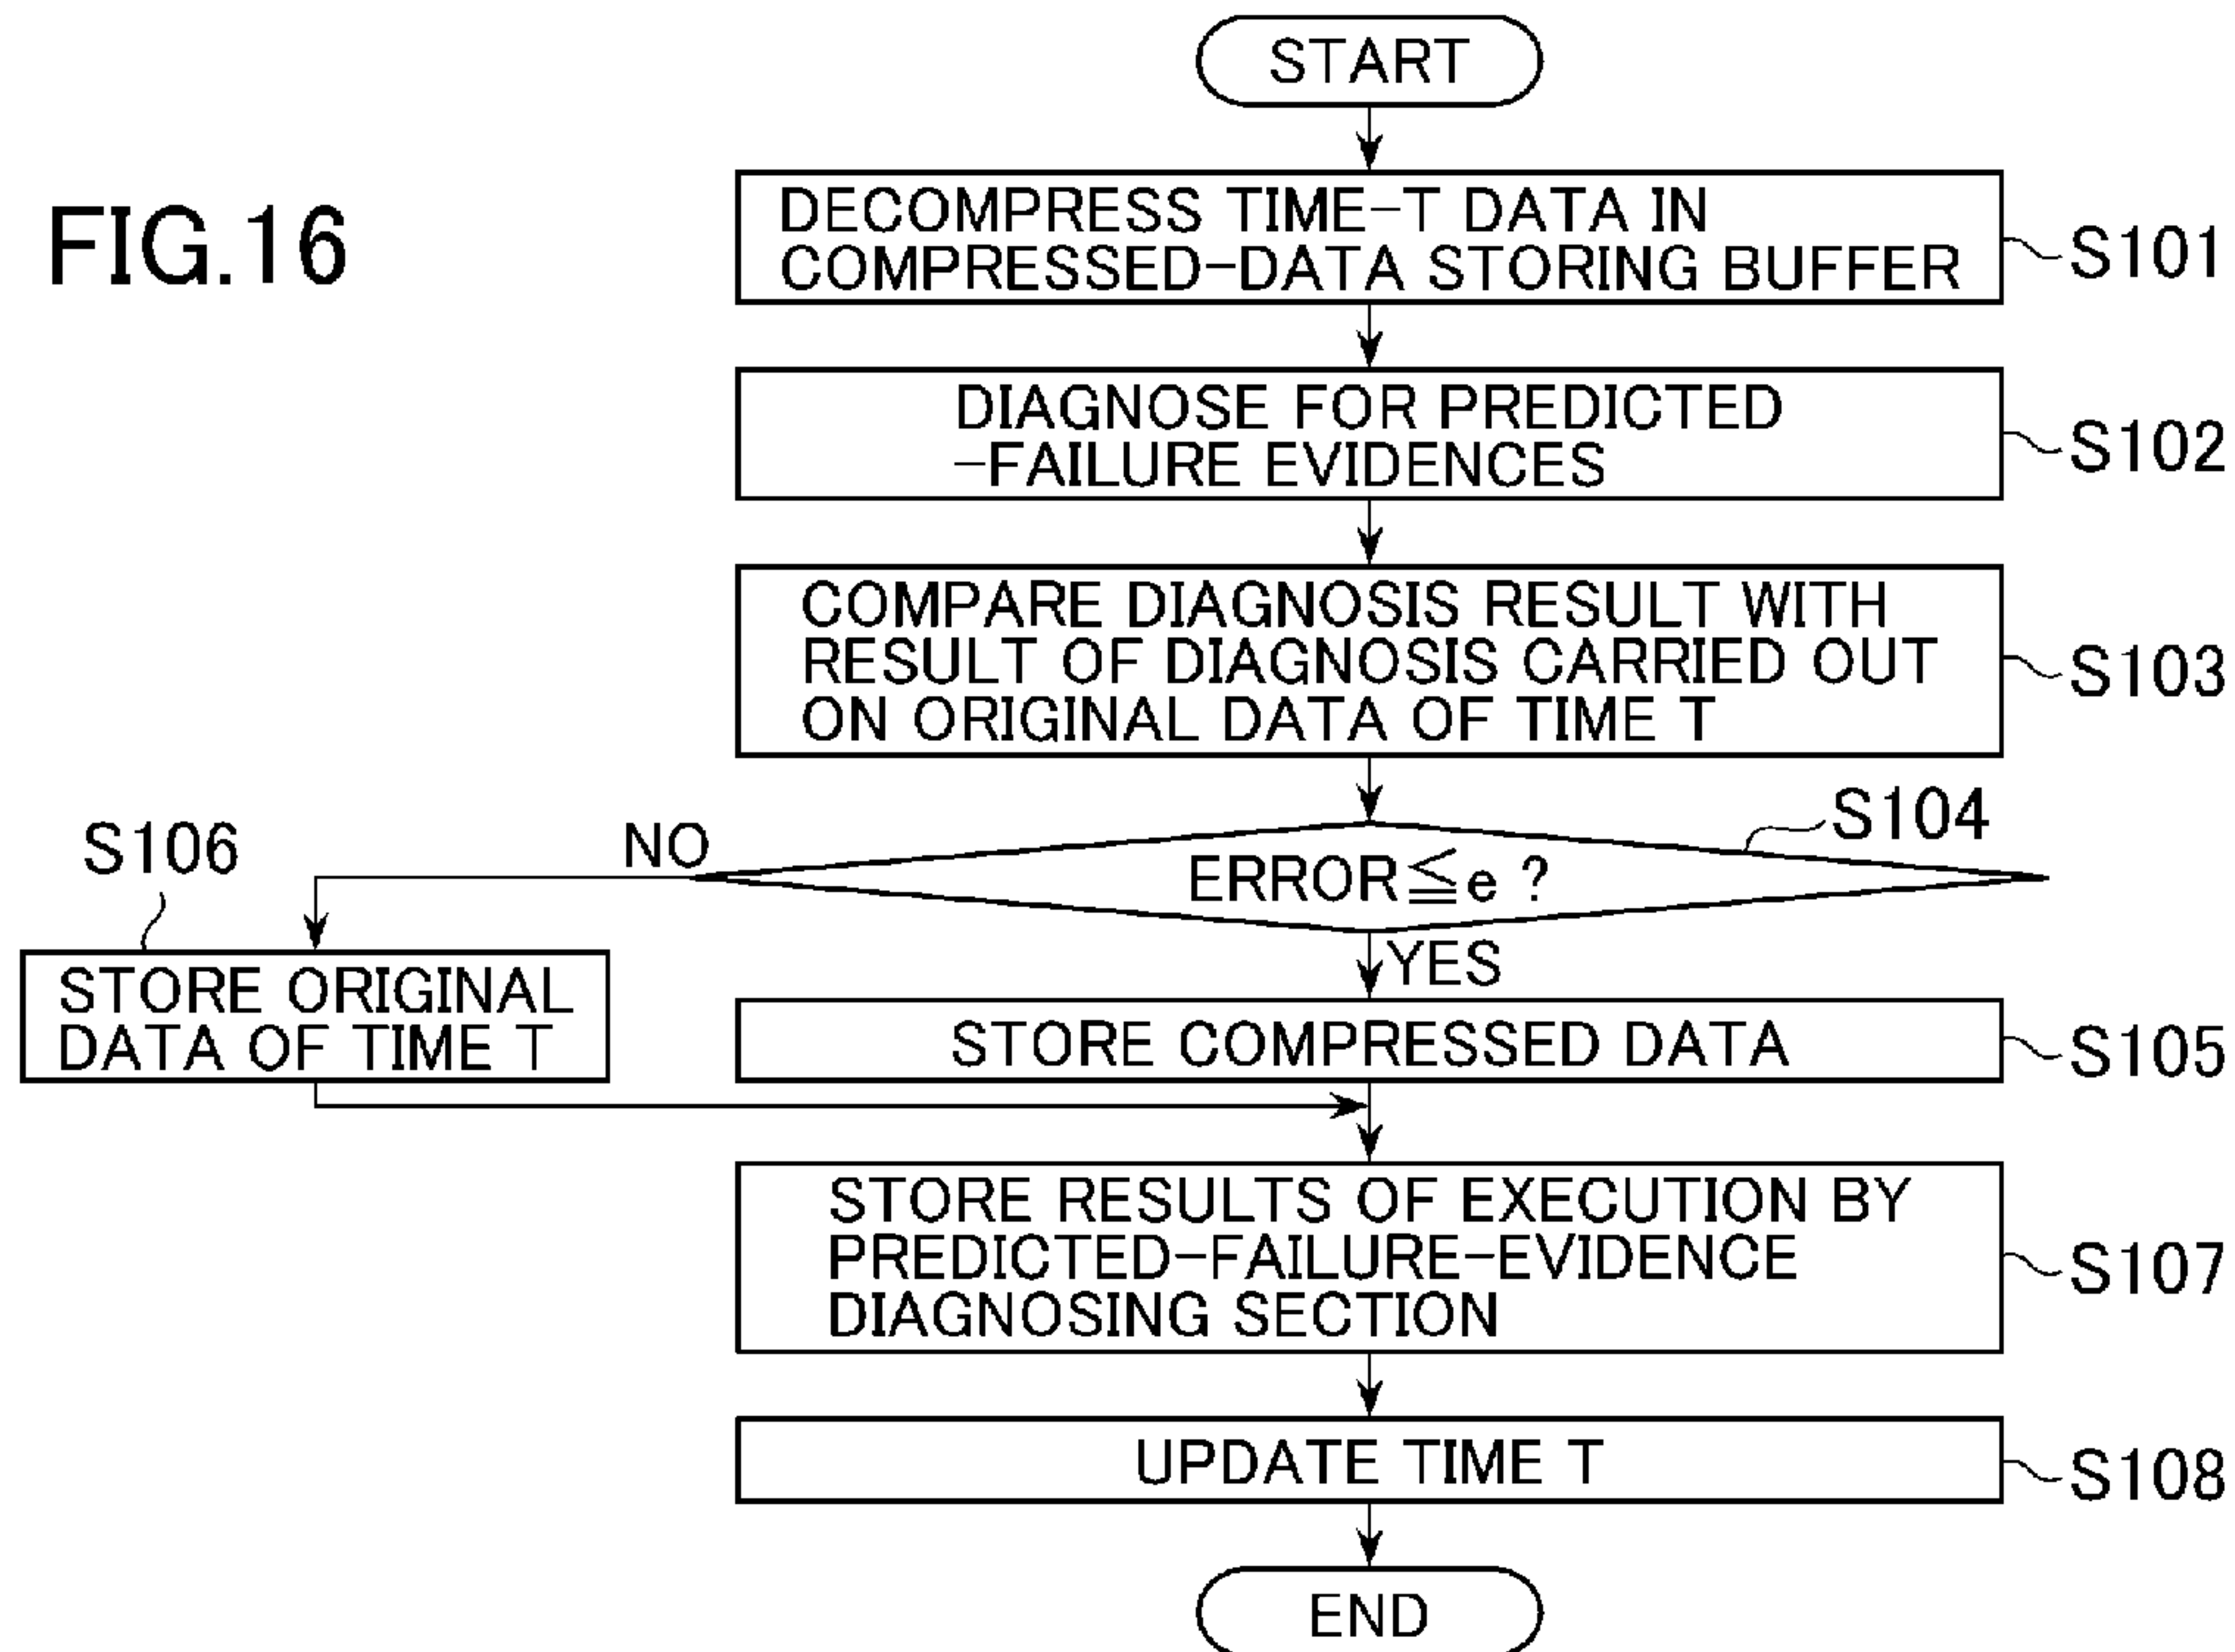 FIG.16
START
DECOMPRESS TIME-T DATA IN
COMPRESSED-DATA STORING BUFFER
S101
DIAGNOSE FOR PREDICTED
-FAILURE EVIDENCES
S102
COMPARE DIAGNOSIS RESULT WITH
RESULT OF DIAGNOSIS CARRIED OUT
ON ORIGINAL DATA OF TIME T
S103
ERROR≦e ?
S104
NO
YES
S106
STORE ORIGINAL
DATA OF TIME T
STORE COMPRESSED DATA
S105
STORE RESULTS OF EXECUTION BY
PREDICTED-FAILURE-EVIDENCE
DIAGNOSING SECTION
S107
UPDATE TIME T
S108
END